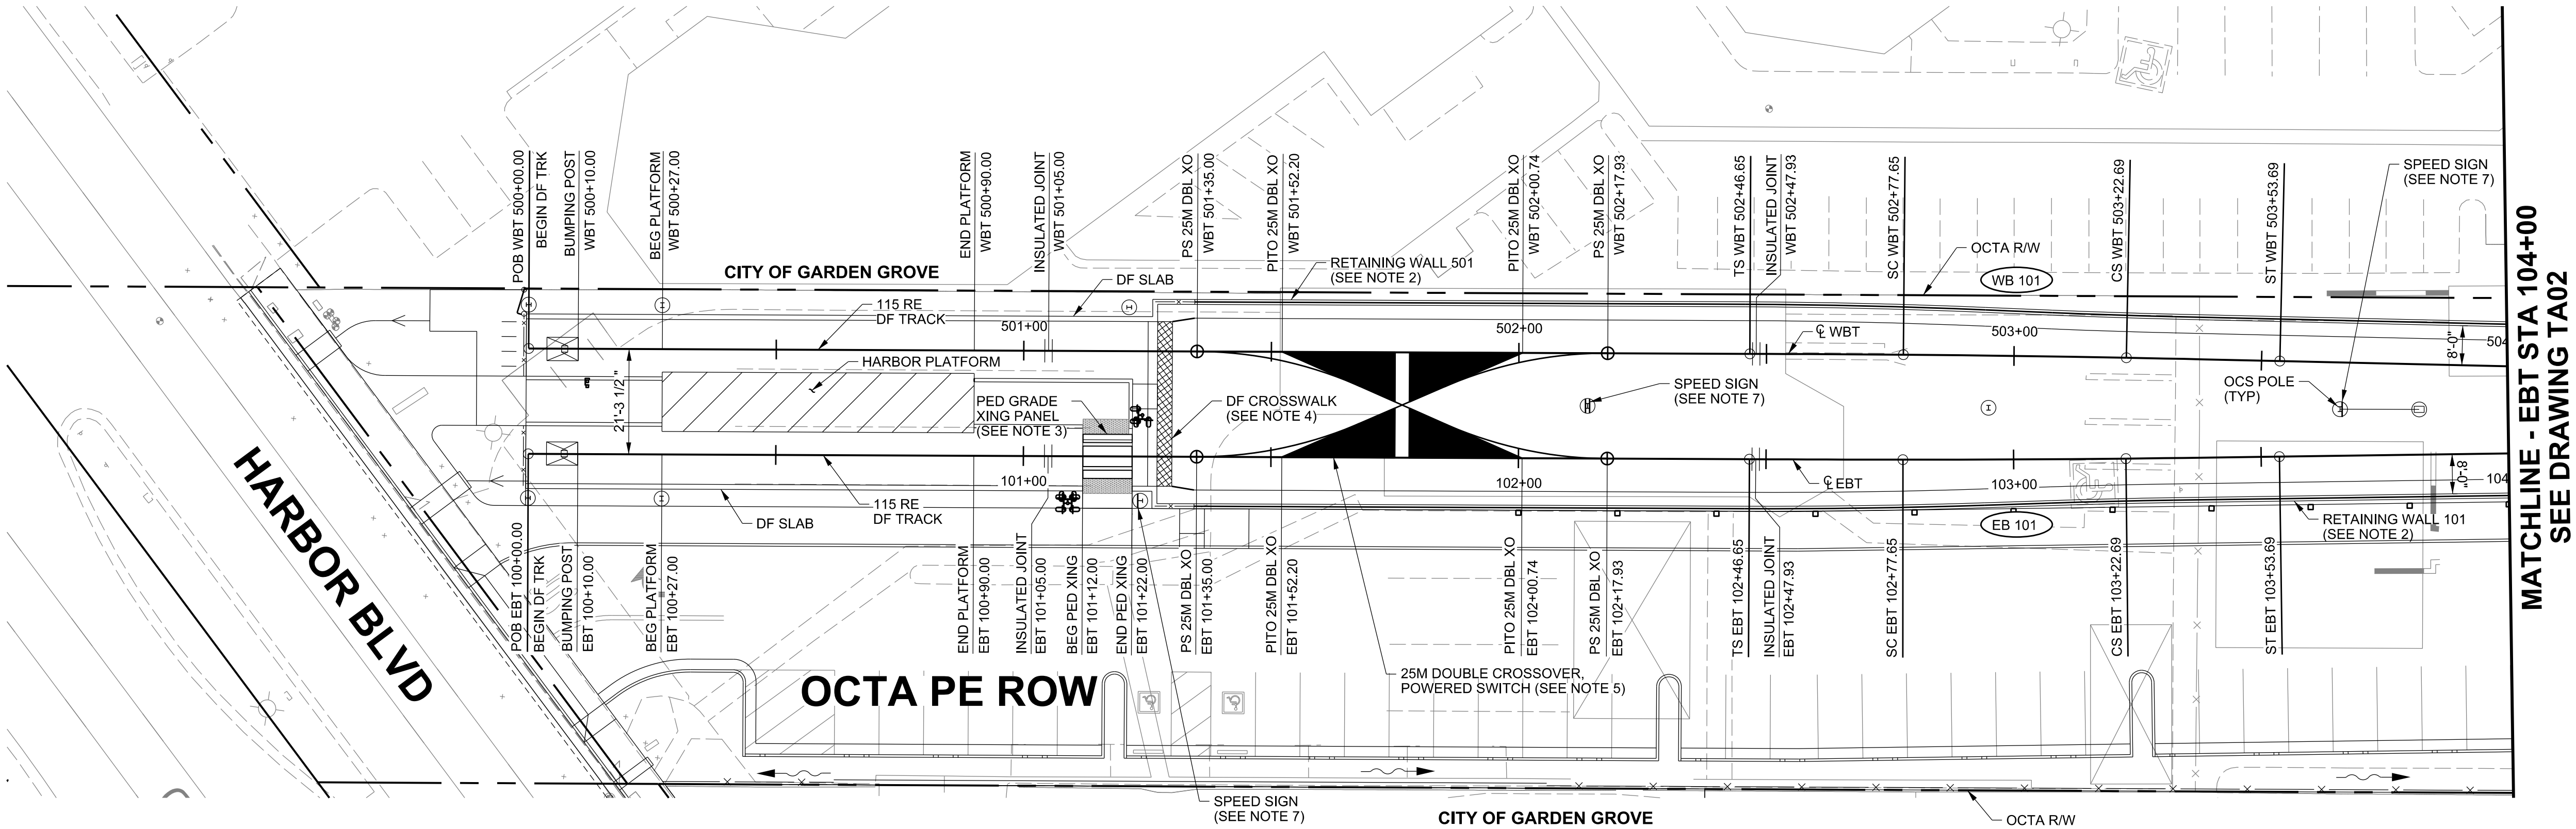 POB WBT 500+00.00
BEGIN DF TRK
BUMPING POST
WBT 500+10.00
BEG PLATFORM
WBT 500+27.00
END PLATFORM
WBT 500+90.00
INSULATED JOINT
WBT 501+05.00
PS 25M DBL XO
WBT 501+35.00
PITO 25M DBL XO
WBT 501+52.20
PITO 25M DBL XO
WBT 502+00.74
PS 25M DBL XO
WBT 502+17.93
TS WBT 502+46.65
INSULATED JOINT
WBT 502+47.93
SC WBT 502+77.65
CS WBT 503+22.69
ST WBT 503+53.69
SPEED SIGN
(SEE NOTE 7)
CITY OF GARDEN GROVE
DF SLAB
RETAINING WALL 501
(SEE NOTE 2)
OCTA R/W
WB 101
115 RE
DF TRACK
501+00
502+00
℄ WBT
503+00
504
8'-0"
HARBOR PLATFORM
21'-3 1/2 "
PED GRADE
XING PANEL
(SEE NOTE 3)
DF CROSSWALK
(SEE NOTE 4)
SPEED SIGN
(SEE NOTE 7)
OCS POLE
(TYP)
101+00
102+00
℄ EBT
103+00
104
8'-0"
115 RE
DF TRACK
DF SLAB
EB 101
RETAINING WALL 101
(SEE NOTE 2)
POB EBT 100+00.00
BEGIN DF TRK
BUMPING POST
EBT 100+10.00
BEG PLATFORM
EBT 100+27.00
END PLATFORM
EBT 100+90.00
INSULATED JOINT
EBT 101+05.00
BEG PED XING
EBT 101+12.00
END PED XING
EBT 101+22.00
PS 25M DBL XO
EBT 101+35.00
PITO 25M DBL XO
EBT 101+52.20
PITO 25M DBL XO
EBT 102+00.74
PS 25M DBL XO
EBT 102+17.93
TS EBT 102+46.65
INSULATED JOINT
EBT 102+47.93
SC EBT 102+77.65
CS EBT 103+22.69
ST EBT 103+53.69
HARBOR BLVD
OCTA PE ROW
25M DOUBLE CROSSOVER,
POWERED SWITCH (SEE NOTE 5)
SPEED SIGN
(SEE NOTE 7)
CITY OF GARDEN GROVE
OCTA R/W
MATCHLINE - EBT STA 104+00
SEE DRAWING TA02